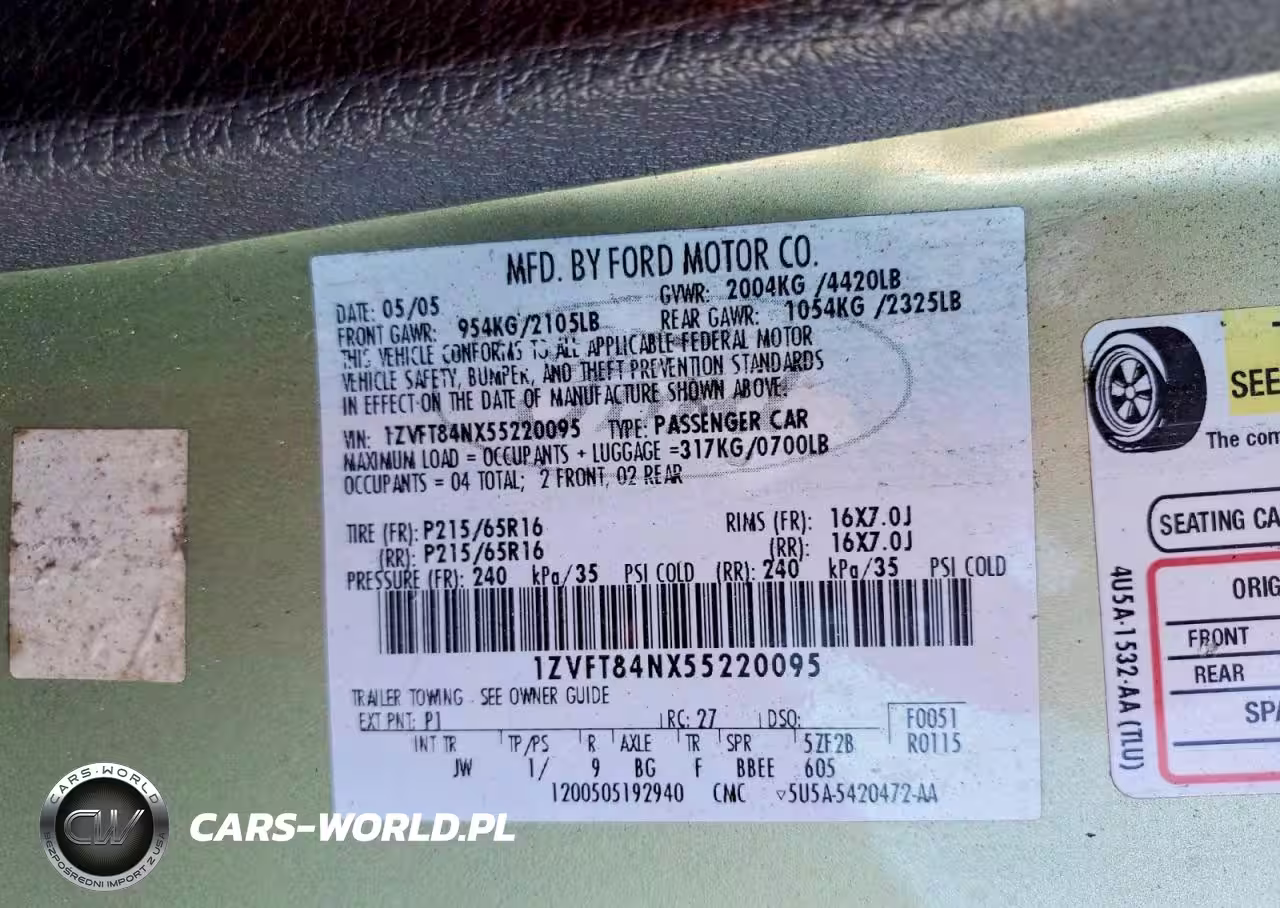 MFD. BY FORD MOTOR CO.
DATE: 05/05
GVWR: 2004KG /4420LB
FRONT GAWR: 954KG/2105LB
REAR GAWR: 1054KG /2325LB
THIS VEHICLE CONFORMS TO ALL APPLICABLE FEDERAL MOTOR
VEHICLE SAFETY, BUMPER, AND THEFT PREVENTION STANDARDS
IN EFFECT ON THE DATE OF MANUFACTURE SHOWN ABOVE.
VIN: 1ZVFT84NX55220095 TYPE: PASSENGER CAR
MAXIMUM LOAD = OCCUPANTS + LUGGAGE =317KG/0700LB
OCCUPANTS = 04 TOTAL; 2 FRONT, 02 REAR
TIRE (FR): P215/65R16 RIMS (FR): 16X7.0J
(RR): P215/65R16 (RR): 16X7.0J
PRESSURE (FR): 240 kPa/35 PSI COLD (RR): 240 kPa/35 PSI COLD
1ZVFT84NX55220095
TRAILER TOWING - SEE OWNER GUIDE
EXT PNT: P1 RC: 27 DSO: F0051
INT TR TP/PS R AXLE TR SPR 5ZF2B R0115
JW 1/ 9 BG F BBEE 605
1200505192940 CMC ▽5U5A-5420472-AA
SEE
The com
SEATING CA
ORIG
FRONT
REAR
SPA
4U5A-1532-AA (TLU)
CARS-WORLD
CW
BEZPOŚREDNI IMPORT Z USA
CARS-WORLD.PL